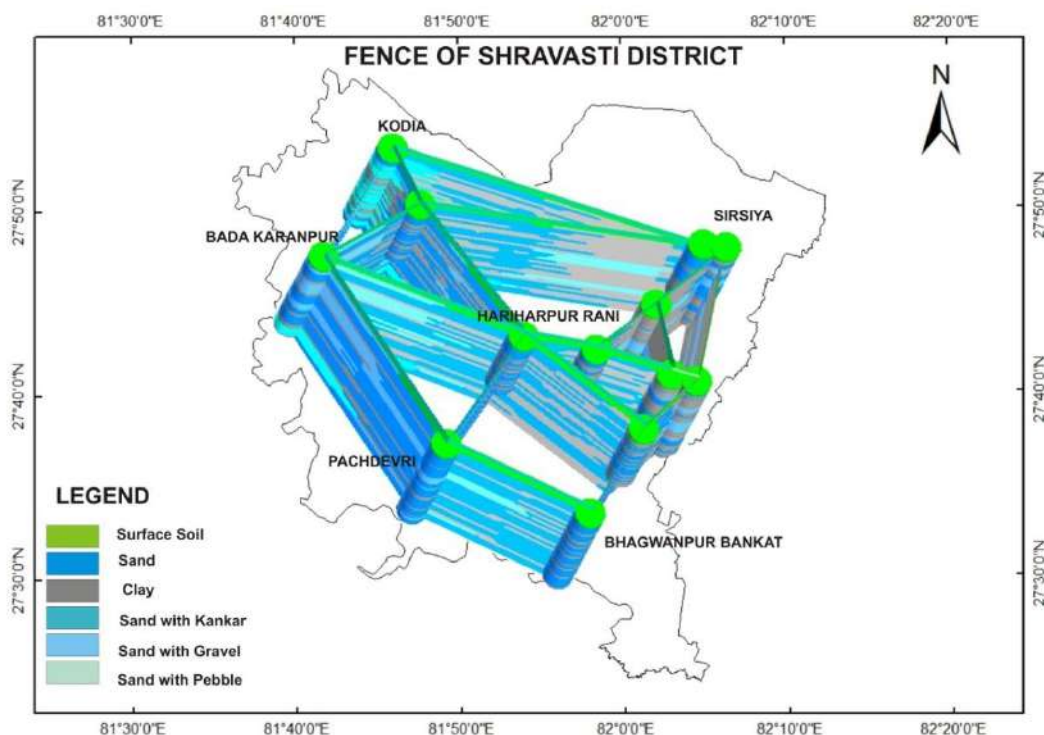 81°30'0"E 81°40'0"E 81°50'0"E 82°0'0"E 82°10'0"E 82°20'0"E
FENCE OF SHRAVASTI DISTRICT
N
KODIA
27°50'0"N 27°50'0"N
SIRSIYA
BADA KARANPUR
HARIHARPUR RANI
27°40'0"N 27°40'0"N
PACHDEVRI
BHAGWANPUR BANKAT
27°30'0"N 27°30'0"N
LEGEND
Surface Soil
Sand
Clay
Sand with Kankar
Sand with Gravel
Sand with Pebble
81°30'0"E 81°40'0"E 81°50'0"E 82°0'0"E 82°10'0"E 82°20'0"E